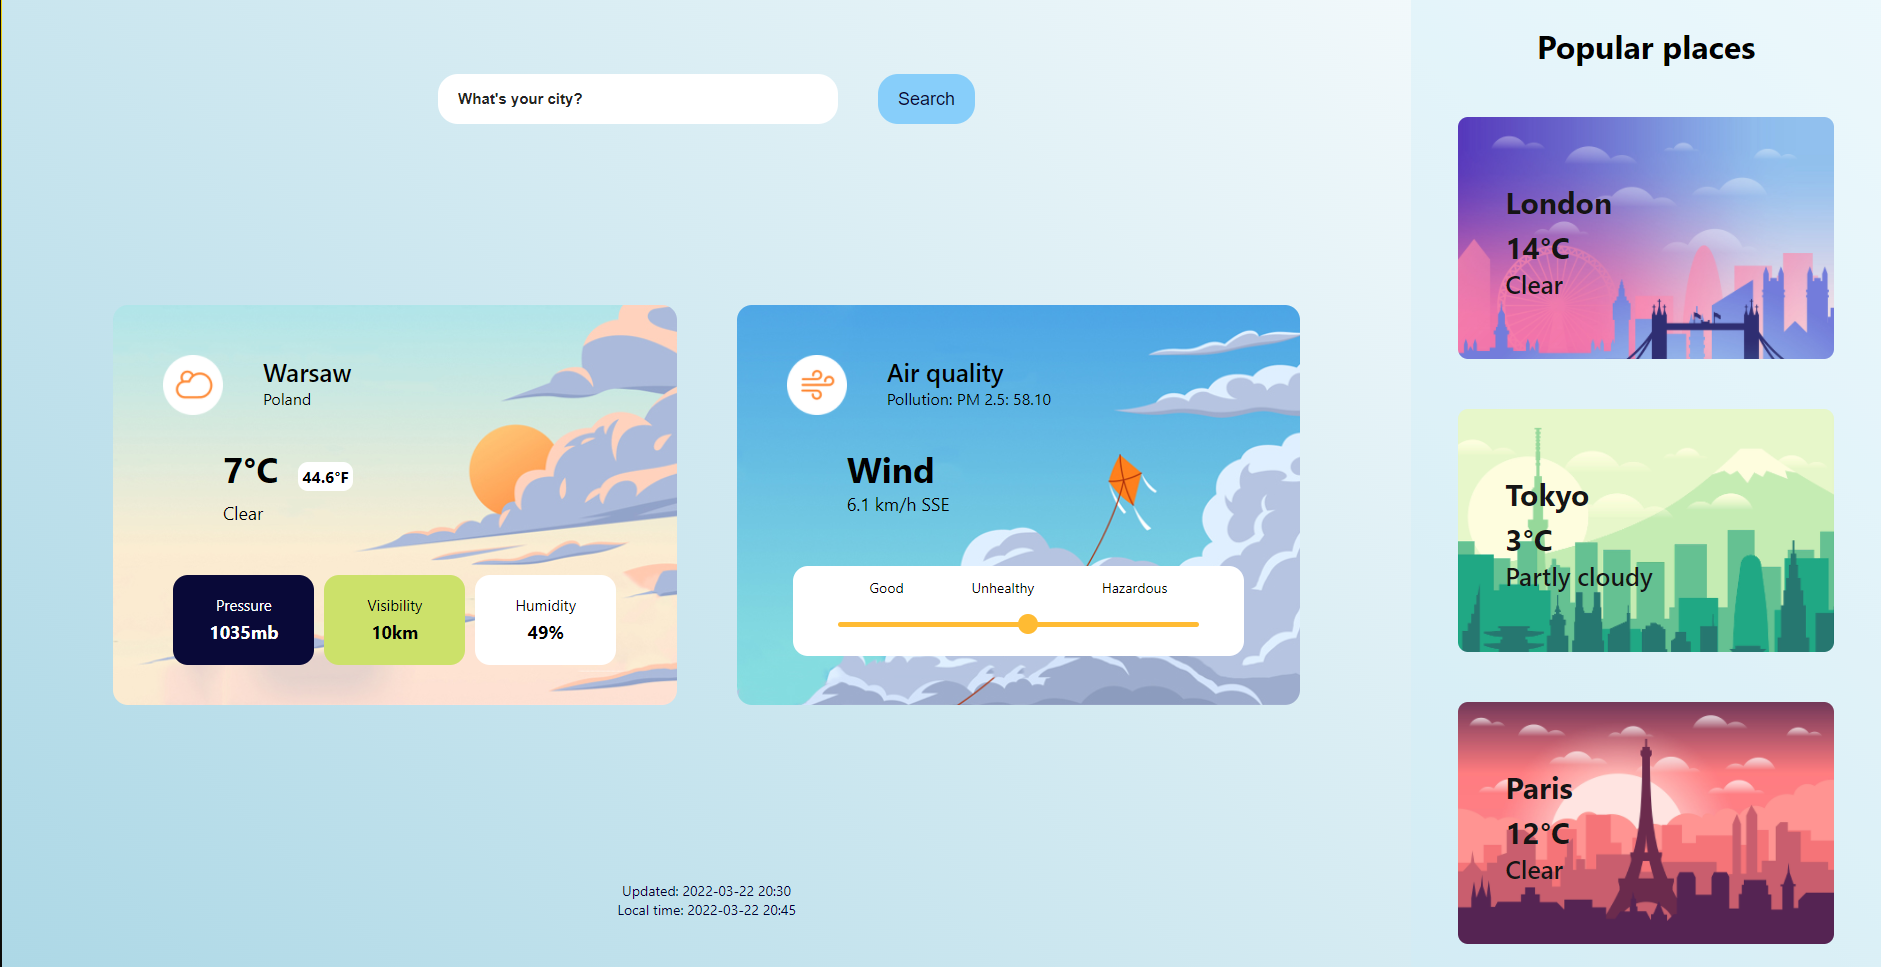 What's your city?
Search
Warsaw
Poland
7°C 44.6°F
Clear
Pressure
1035mb
Visibility
10km
Humidity
49%
Air quality
Pollution: PM 2.5: 58.10
Wind
6.1 km/h SSE
Good Unhealthy Hazardous
Updated: 2022-03-22 20:30
Local time: 2022-03-22 20:45
Popular places
London
14°C
Clear
Tokyo
3°C
Partly cloudy
Paris
12°C
Clear